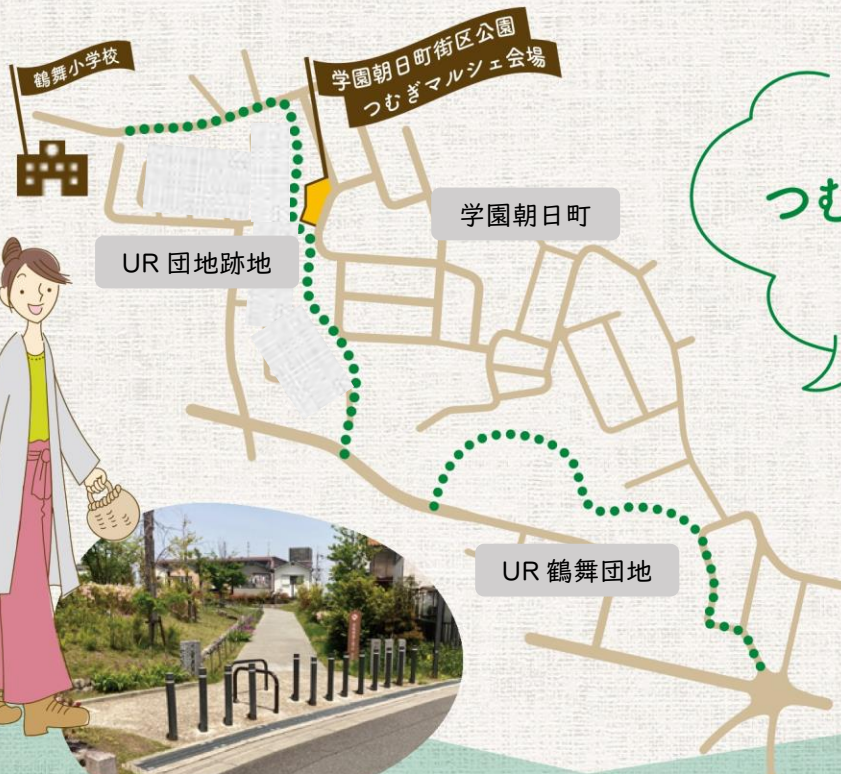 鶴舞小学校
学園朝日町街区公園
つむぎマルシェ会場
つむ
学園朝日町
UR 団地跡地
UR 鶴舞団地